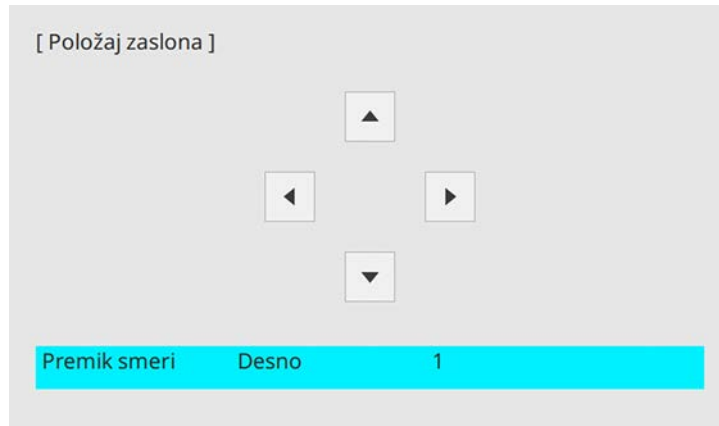 [ Položaj zaslona ]
Premik smeri Desno 1